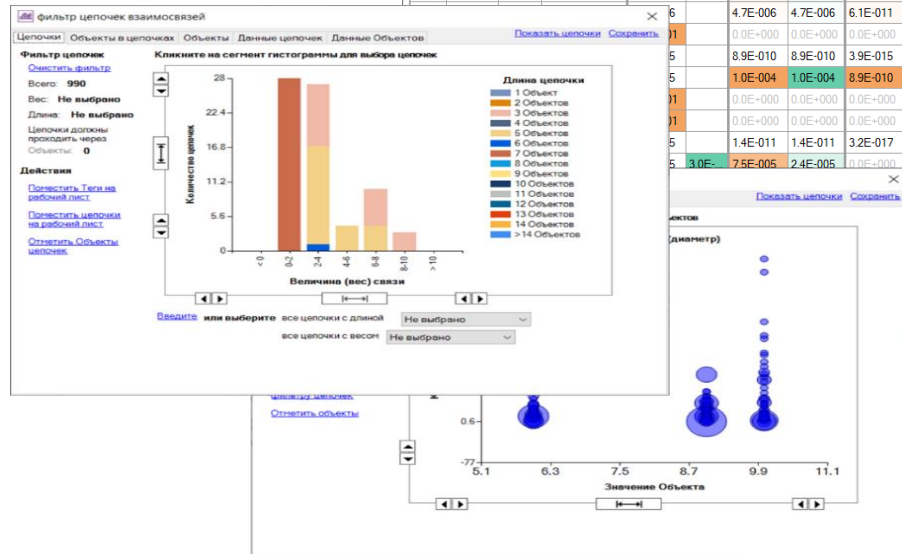 фильтр цепочек взаимосвязей
Цепочки Объекты в цепочках Объекты Данные цепочек Данные Объектов
Показать цепочки Сохранить
Фильтр цепочек
Очистить фильтр
Всего: 990
Вес: Не выбрано
Длина: Не выбрано
Цепочки должны
проходить через
Объекты: 0
Действия
Поместить Теги на
рабочий лист
Поместить цепочки
на рабочий лист
Отметить Объекты
цепочек
Кликните на сегмент гистограммы для выбора цепочек
Количество цепочек
28
22.4
16.8
11.2
5.6
0
<0
0-2
2-4
4-6
6-8
8-10
>10
Величина (вес) связи
Длина цепочки
1 Объект
2 Объектов
3 Объектов
4 Объектов
5 Объектов
6 Объектов
7 Объектов
8 Объектов
9 Объектов
10 Объектов
11 Объектов
12 Объектов
13 Объектов
14 Объектов
>14 Объектов
Введите или выберите все цепочки с длиной Не выбрано
все цепочки с весом Не выбрано
6 4.7E-006 4.7E-006 6.1E-011
01 0.0E+000 0.0E+000 0.0E+000
5 8.9E-010 8.9E-010 3.9E-015
1.0E-004 1.0E-004 8.9E-010
01 0.0E+000 0.0E+000 0.0E+000
01 0.0E+000 0.0E+000 0.0E+000
5 1.4E-011 1.4E-011 3.2E-017
5 3.0E- 7.5E-005 2.4E-005 0.0E+000
Показать цепочки Сохранить
ектов
(диаметр)
фильтру цепочек
Отметить объекты
0.6
-77
5.1 6.3 7.5 8.7 9.9 11.1
Значение Объекта